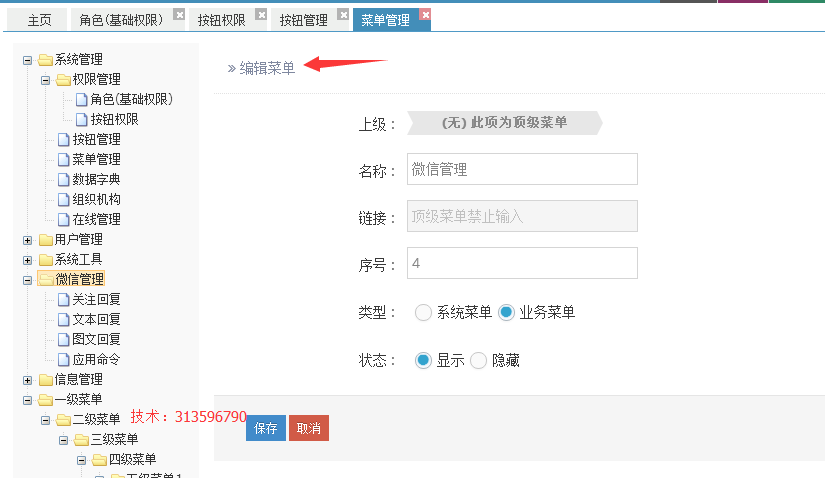 主页 角色(基础权限) 按钮权限 按钮管理 菜单管理
系统管理
权限管理
角色(基础权限)
按钮权限
按钮管理
菜单管理
数据字典
组织机构
在线管理
用户管理
系统工具
微信管理
关注回复
文本回复
图文回复
应用命令
信息管理
一级菜单
二级菜单
三级菜单
四级菜单
技术：313596790
» 编辑菜单
上级： (无) 此项为顶级菜单
名称： 微信管理
链接： 顶级菜单禁止输入
序号： 4
类型： 系统菜单 业务菜单
状态： 显示 隐藏
保存 取消